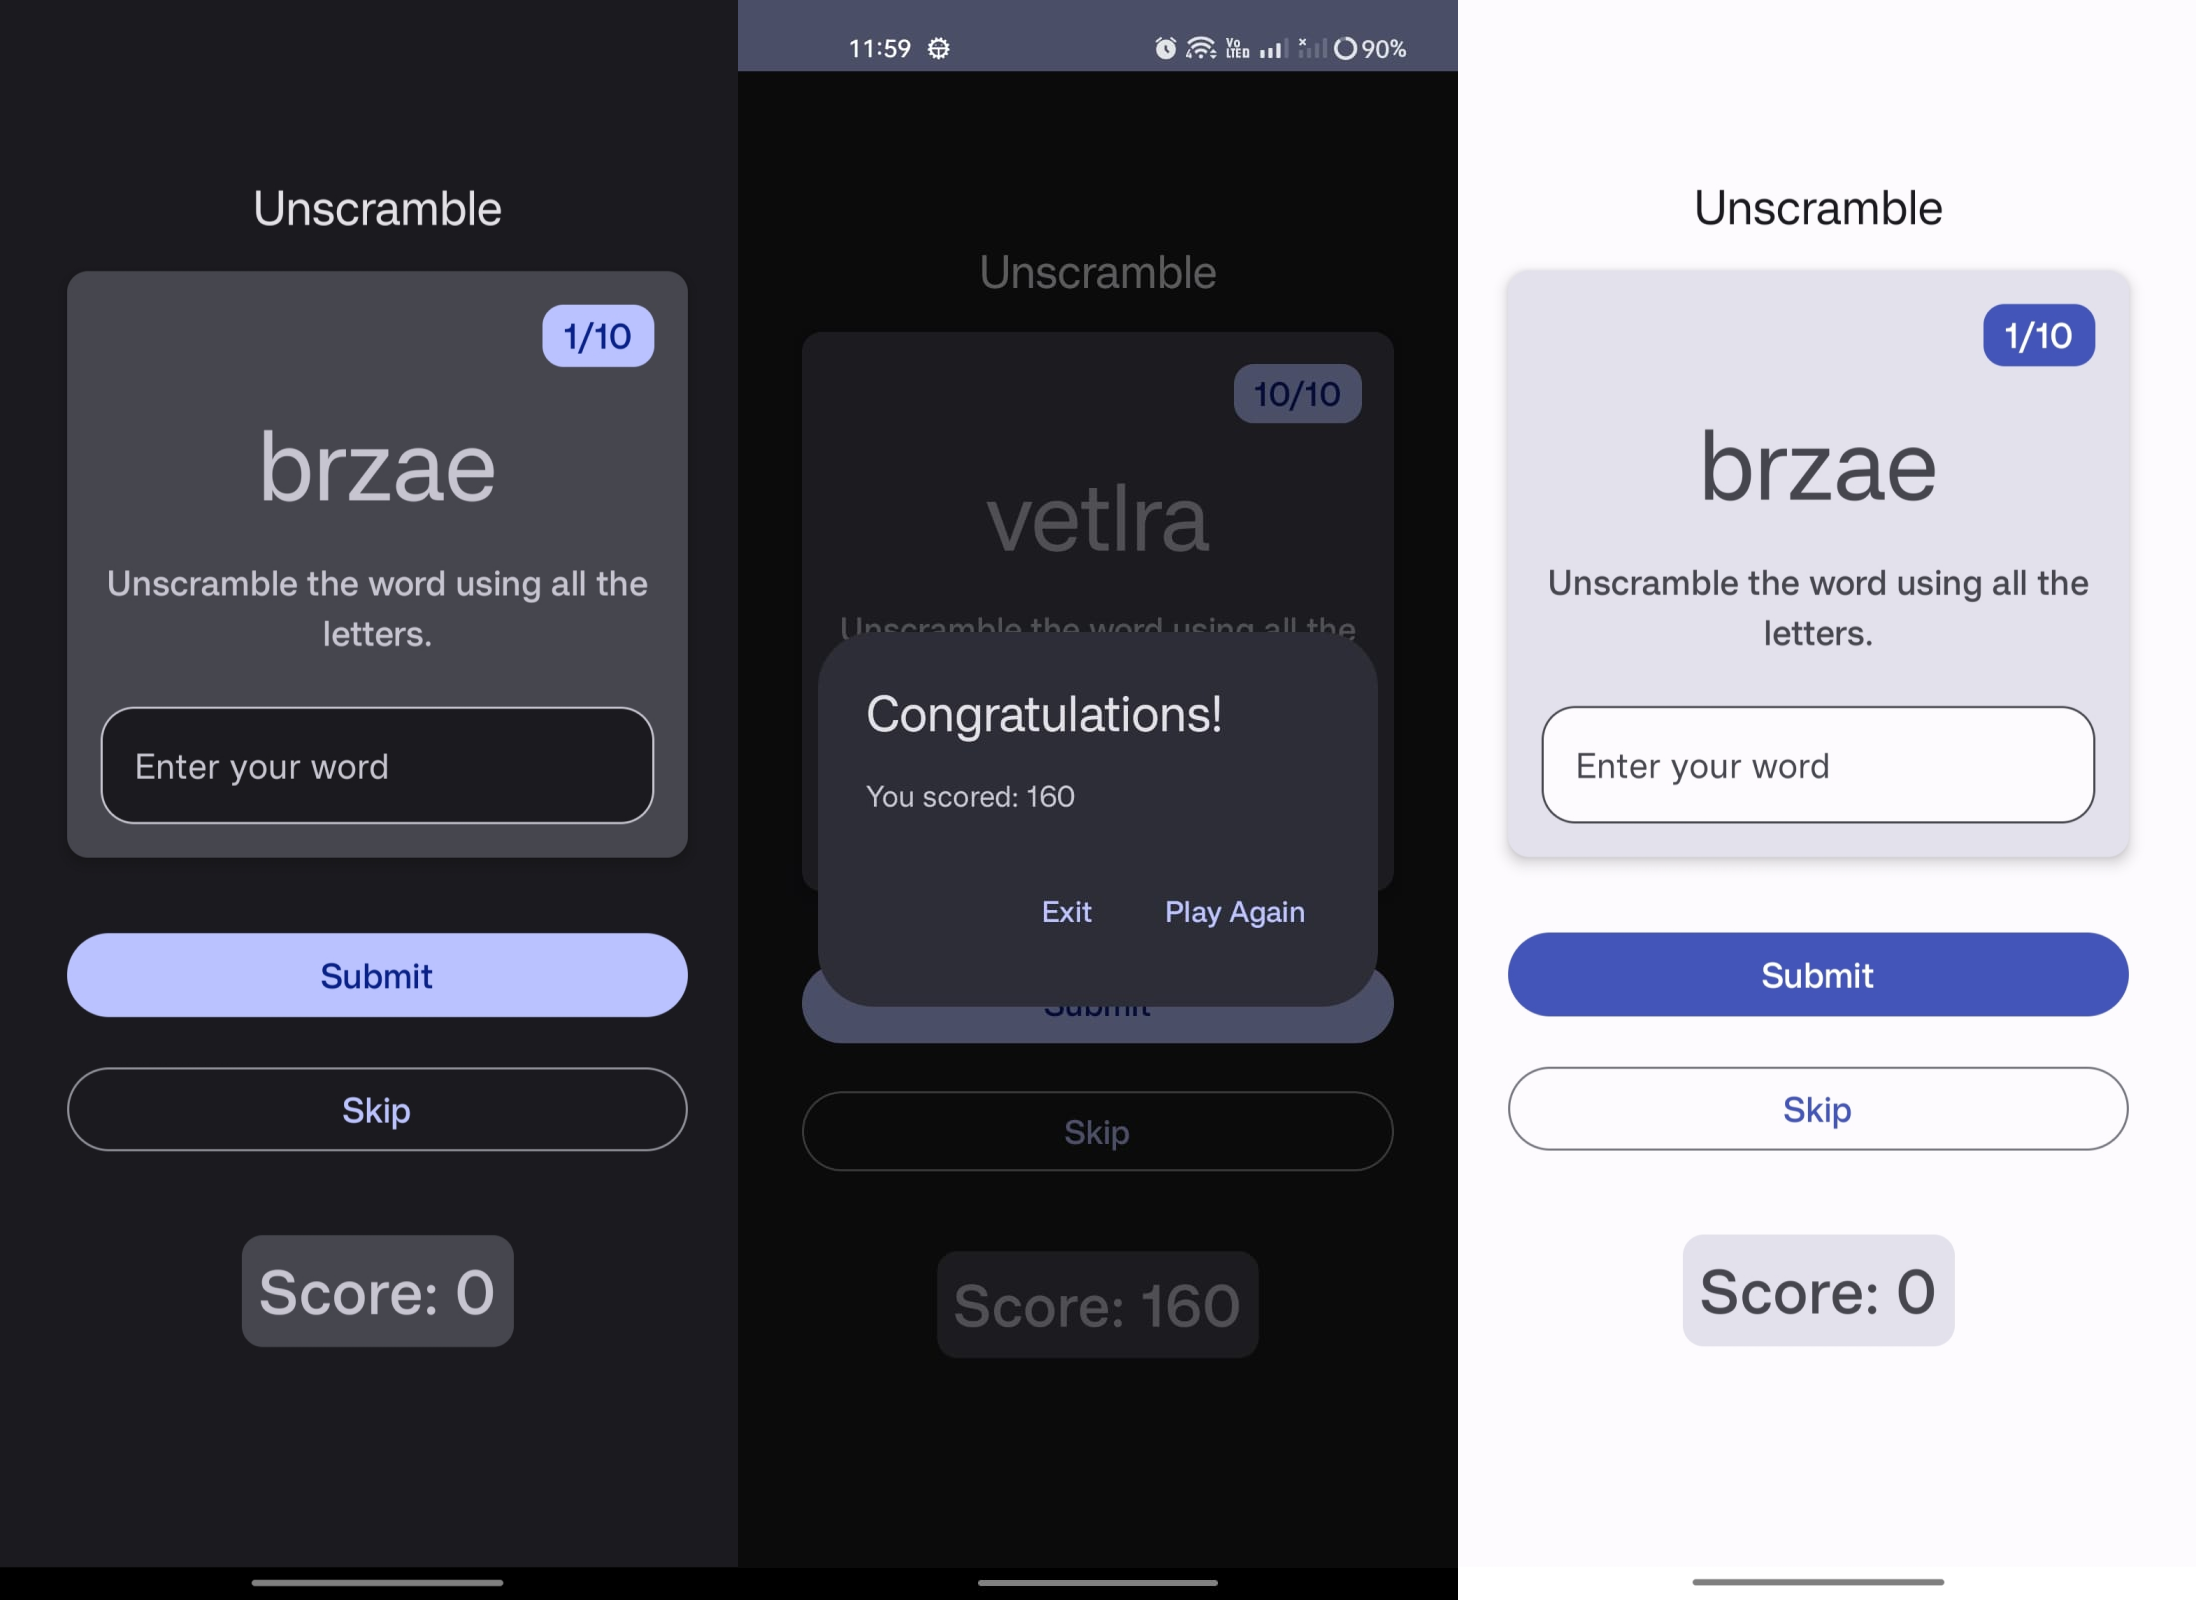 Unscramble
1/10
brzae
Unscramble the word using all the
letters.
Enter your word
Submit
Skip
Score: 0
11:59
4
Vo
LTED
90%
Unscramble
10/10
vetlra
Unscramble the word using all the
Congratulations!
You scored: 160
Exit
Play Again
Submit
Skip
Score: 160
Unscramble
1/10
brzae
Unscramble the word using all the
letters.
Enter your word
Submit
Skip
Score: 0